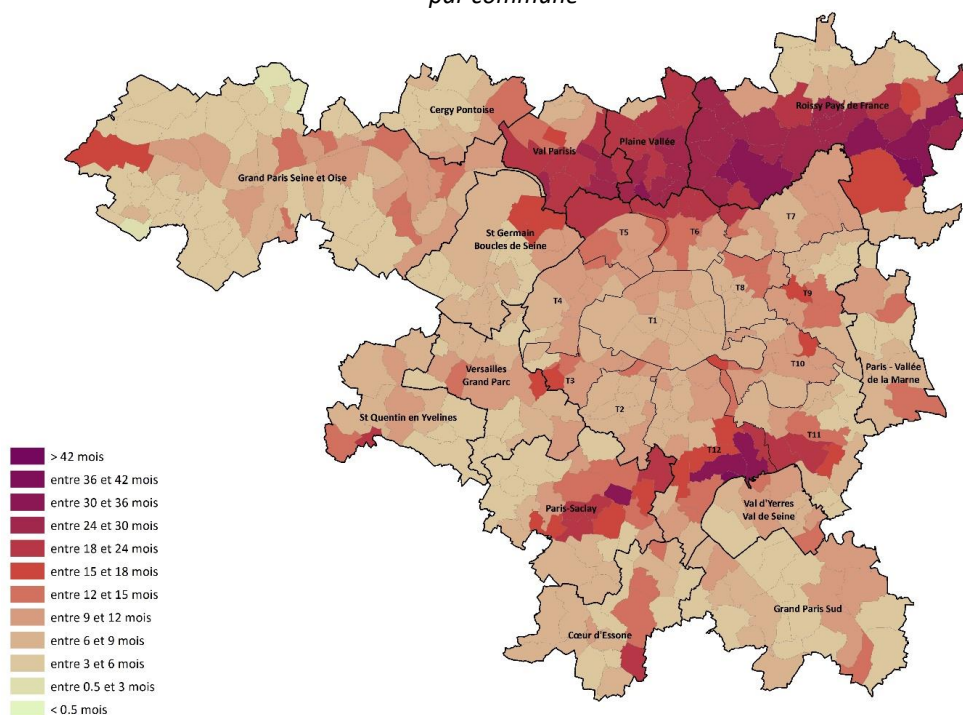 par commune
Cergy Pontoise
Roissy Pays de France
Plaine Vallée
Val Parisis
Grand Paris Seine et Oise
T7
St Germain
Boucles de Seine
T5
T6
T8
T9
T4
T1
Versailles
Grand Parc
T3
T10
Paris - Vallée
de la Marne
St Quentin en Yvelines
T2
T11
T12
Paris-Saclay
Val d'Yerres
Val de Seine
Grand Paris Sud
Cœur d'Essone
> 42 mois
entre 36 et 42 mois
entre 30 et 36 mois
entre 24 et 30 mois
entre 18 et 24 mois
entre 15 et 18 mois
entre 12 et 15 mois
entre 9 et 12 mois
entre 6 et 9 mois
entre 3 et 6 mois
entre 0.5 et 3 mois
< 0.5 mois